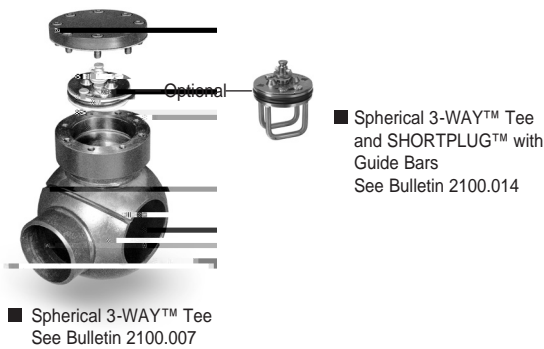 Optional
Spherical 3-WAY™ Tee
and SHORTPLUG™ with
Guide Bars
See Bulletin 2100.014
Spherical 3-WAY™ Tee
See Bulletin 2100.007